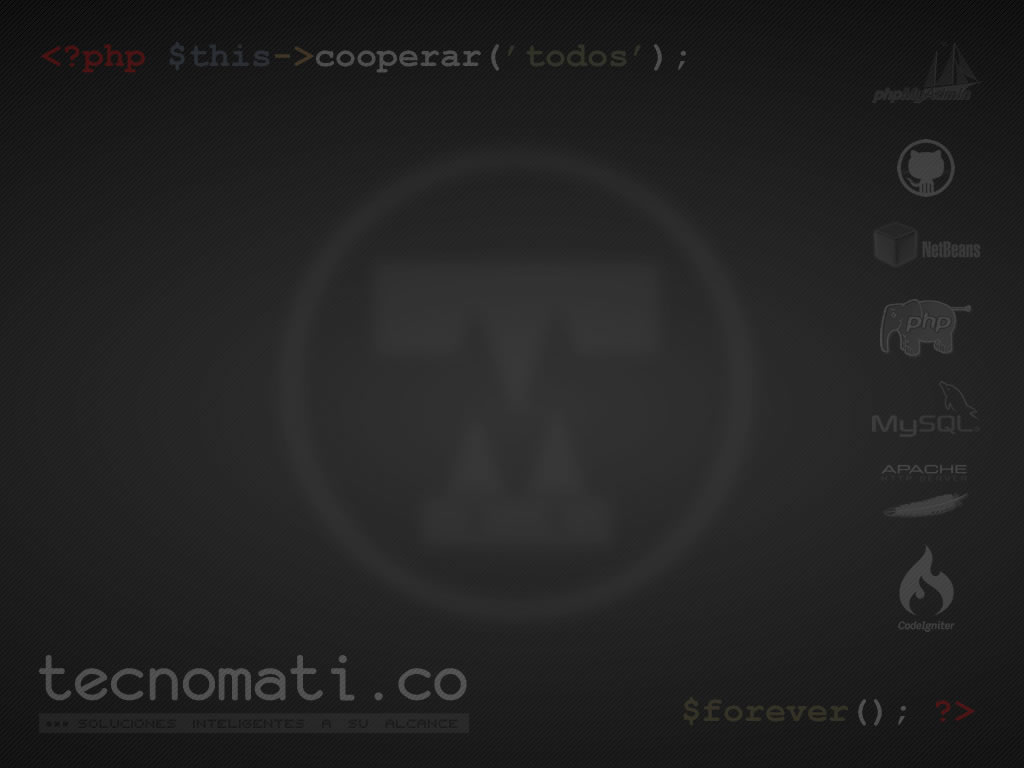 <?php $this->cooperar('todos');
phpMyAdmin
NetBeans
php
MySQL®
APACHE
HTTP SERVER
CodeIgniter
TM
tecnomati.co
••• SOLUCIONES INTELIGENTES A SU ALCANCE
$forever(); ?>